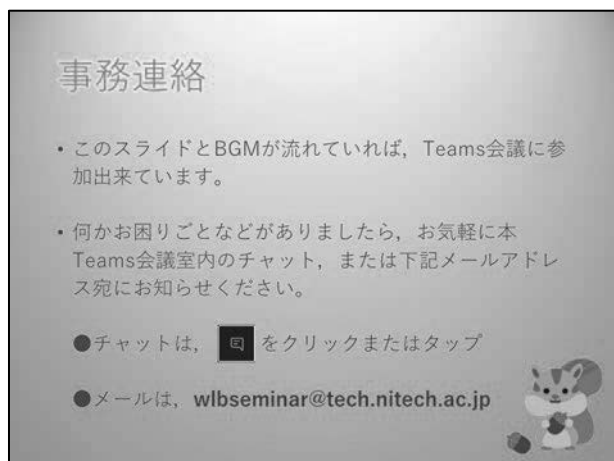 事務連絡
• このスライドとBGMが流れていれば，Teams会議に参
加出来ています。
• 何かお困りごとなどがありましたら，お気軽に本
Teams会議室内のチャット，または下記メールアドレ
ス宛にお知らせください。
●チャットは， をクリックまたはタップ
●メールは，wlbseminar@tech.nitech.ac.jp